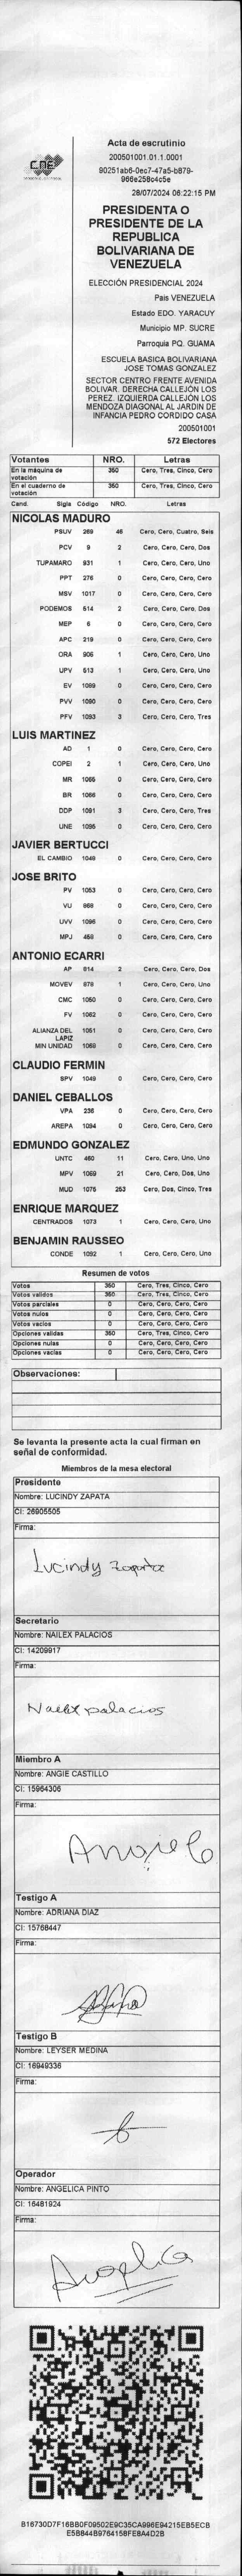 CNE
Acta de escrutinio
200501001.01.1.0001
90251ab6-0ec7-47a5-b879-
966e258c4c5e
28/07/2024 06:22:15 PM
PRESIDENTA O
PRESIDENTE DE LA
REPUBLICA
BOLIVARIANA DE
VENEZUELA
ELECCIÓN PRESIDENCIAL 2024
Pais VENEZUELA
Estado EDO. YARACUY
Municipio MP. SUCRE
Parroquia PQ. GUAMA
ESCUELA BASICA BOLIVARIANA
JOSE TOMAS GONZALEZ
SECTOR CENTRO FRENTE AVENIDA
BOLIVAR. DERECHA CALLEJÓN LOS
PEREZ. IZQUIERDA CALLEJÓN LOS
MENDOZA DIAGONAL AL JARDIN DE
INFANCIA PEDRO CORDIDO CASA
200501001
572 Electores
Votantes NRO. Letras
En la máquina de votación 350 Cero, Tres, Cinco, Cero
En el cuaderno de votación 350 Cero, Tres, Cinco, Cero
Cand. Sigla Código NRO. Letras
NICOLAS MADURO
PSUV 269 46 Cero, Cero, Cuatro, Seis
PCV 9 2 Cero, Cero, Cero, Dos
TUPAMARO 931 1 Cero, Cero, Cero, Uno
PPT 276 0 Cero, Cero, Cero, Cero
MSV 1017 0 Cero, Cero, Cero, Cero
PODEMOS 514 2 Cero, Cero, Cero, Dos
MEP 6 0 Cero, Cero, Cero, Cero
APC 219 0 Cero, Cero, Cero, Cero
ORA 906 1 Cero, Cero, Cero, Uno
UPV 513 1 Cero, Cero, Cero, Uno
EV 1089 0 Cero, Cero, Cero, Cero
PVV 1090 0 Cero, Cero, Cero, Cero
PFV 1093 3 Cero, Cero, Cero, Tres
LUIS MARTINEZ
AD 1 0 Cero, Cero, Cero, Cero
COPEI 2 1 Cero, Cero, Cero, Uno
MR 1065 0 Cero, Cero, Cero, Cero
BR 1066 0 Cero, Cero, Cero, Cero
DDP 1091 3 Cero, Cero, Cero, Tres
UNE 1095 0 Cero, Cero, Cero, Cero
JAVIER BERTUCCI
EL CAMBIO 1048 0 Cero, Cero, Cero, Cero
JOSE BRITO
PV 1053 0 Cero, Cero, Cero, Cero
VU 868 0 Cero, Cero, Cero, Cero
UVV 1096 0 Cero, Cero, Cero, Cero
MPJ 458 0 Cero, Cero, Cero, Cero
ANTONIO ECARRI
AP 814 2 Cero, Cero, Cero, Dos
MOVEV 878 1 Cero, Cero, Cero, Uno
CMC 1050 0 Cero, Cero, Cero, Cero
FV 1062 0 Cero, Cero, Cero, Cero
ALIANZA DEL LAPIZ 1051 0 Cero, Cero, Cero, Cero
MIN UNIDAD 1068 0 Cero, Cero, Cero, Cero
CLAUDIO FERMIN
SPV 1049 0 Cero, Cero, Cero, Cero
DANIEL CEBALLOS
VPA 236 0 Cero, Cero, Cero, Cero
AREPA 1094 0 Cero, Cero, Cero, Cero
EDMUNDO GONZALEZ
UNTC 460 11 Cero, Cero, Uno, Uno
MPV 1069 21 Cero, Cero, Dos, Uno
MUD 1075 253 Cero, Dos, Cinco, Tres
ENRIQUE MARQUEZ
CENTRADOS 1073 1 Cero, Cero, Cero, Uno
BENJAMIN RAUSSEO
CONDE 1092 1 Cero, Cero, Cero, Uno
Resumen de votos
Votos 350 Cero, Tres, Cinco, Cero
Votos validos 350 Cero, Tres, Cinco, Cero
Votos parciales 0 Cero, Cero, Cero, Cero
Votos nulos 0 Cero, Cero, Cero, Cero
Votos vacios 0 Cero, Cero, Cero, Cero
Opciones validas 350 Cero, Tres, Cinco, Cero
Opciones nulas 0 Cero, Cero, Cero, Cero
Opciones vacias 0 Cero, Cero, Cero, Cero
Observaciones:
Se levanta la presente acta la cual firman en
señal de conformidad.
Miembros de la mesa electoral
Presidente
Nombre: LUCINDY ZAPATA
CI: 26905505
Firma:
Lucindy Zapata
Secretario
Nombre: NAILEX PALACIOS
CI: 14209917
Firma:
Nailex palacios
Miembro A
Nombre: ANGIE CASTILLO
CI: 15964306
Firma:
Angie C
Testigo A
Nombre: ADRIANA DIAZ
CI: 15768447
Firma:
Testigo B
Nombre: LEYSER MEDINA
CI: 16949336
Firma:
Operador
Nombre: ANGELICA PINTO
CI: 16481924
Firma:
Angelica
B16730D7F16BB0F09502E9C35CA996E94215EB5ECB
E5B844B9764158FE8A4D2B